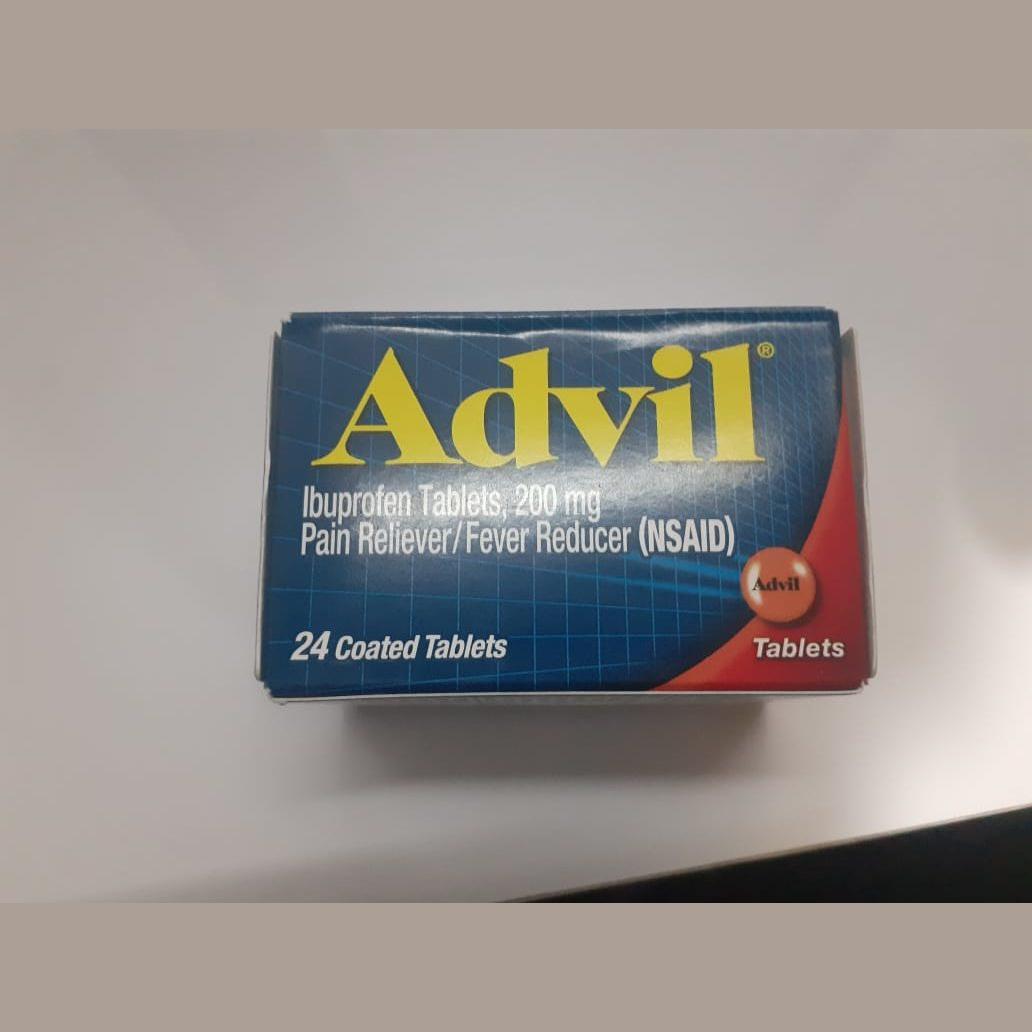 Advil®
Ibuprofen Tablets, 200 mg
Pain Reliever/Fever Reducer (NSAID)
Advil
24 Coated Tablets
Tablets